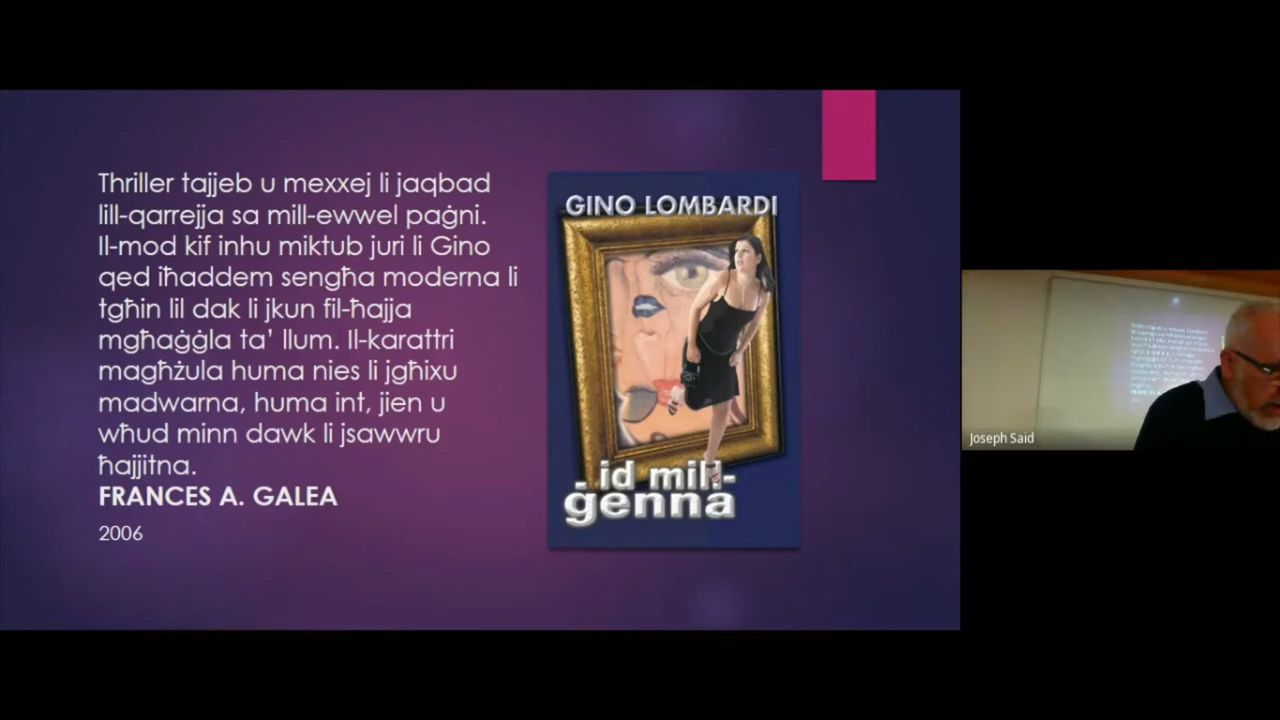 Thriller tajjeb u mexxej li jaqbad
lill-qarrejja sa mill-ewwel paġni.
Il-mod kif inhu miktub juri li Gino
qed iħaddem sengħa moderna li
tgħin lil dak li jkun fil-ħajja
mgħaġġla ta’ llum. Il-karattri
magħżula huma nies li jgħixu
madwarna, huma int, jien u
wħud minn dawk li jsawwru
ħajjitna.
FRANCES A. GALEA
2006
GINO LOMBARDI
id mill-
ġenna
Joseph Said